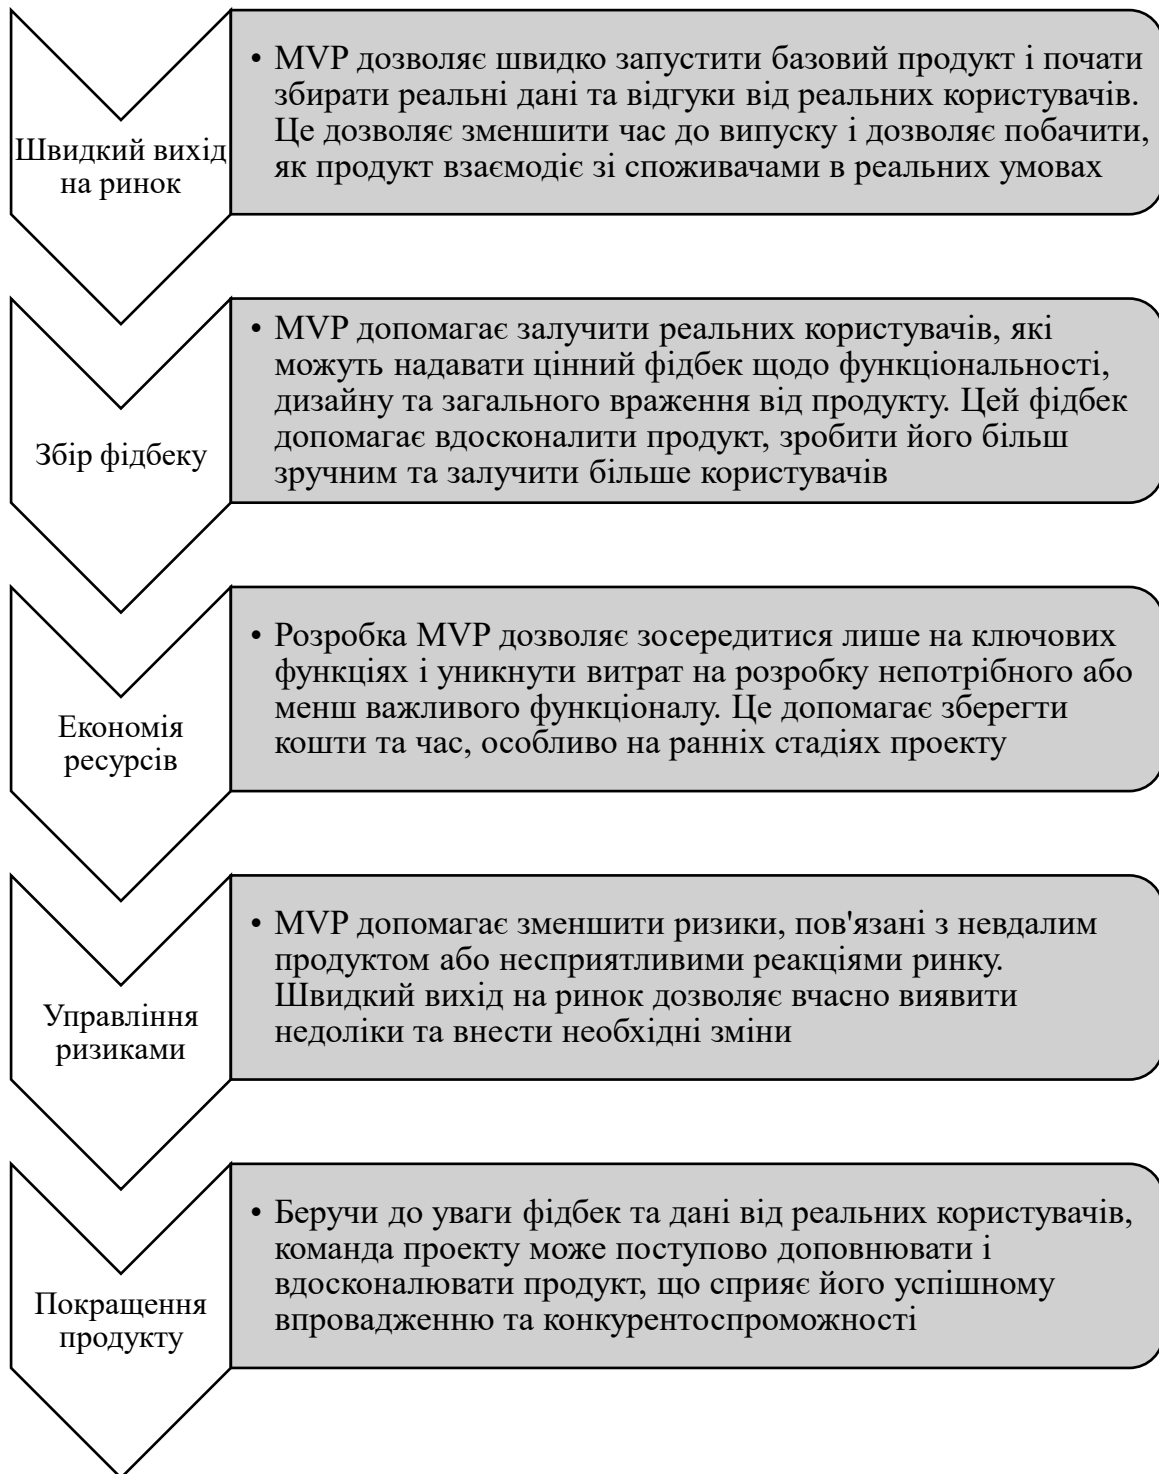 Швидкий вихід
на ринок
• MVP дозволяє швидко запустити базовий продукт і почати
збирати реальні дані та відгуки від реальних користувачів.
Це дозволяє зменшити час до випуску і дозволяє побачити,
як продукт взаємодіє зі споживачами в реальних умовах
Збір фідбеку
• MVP допомагає залучити реальних користувачів, які
можуть надавати цінний фідбек щодо функціональності,
дизайну та загального враження від продукту. Цей фідбек
допомагає вдосконалити продукт, зробити його більш
зручним та залучити більше користувачів
Економія
ресурсів
• Розробка MVP дозволяє зосередитися лише на ключових
функціях і уникнути витрат на розробку непотрібного або
менш важливого функціоналу. Це допомагає зберегти
кошти та час, особливо на ранніх стадіях проекту
Управління
ризиками
• MVP допомагає зменшити ризики, пов'язані з невдалим
продуктом або несприятливими реакціями ринку.
Швидкий вихід на ринок дозволяє вчасно виявити
недоліки та внести необхідні зміни
Покращення
продукту
• Беручи до уваги фідбек та дані від реальних користувачів,
команда проекту може поступово доповнювати і
вдосконалювати продукт, що сприяє його успішному
впровадженню та конкурентоспроможності